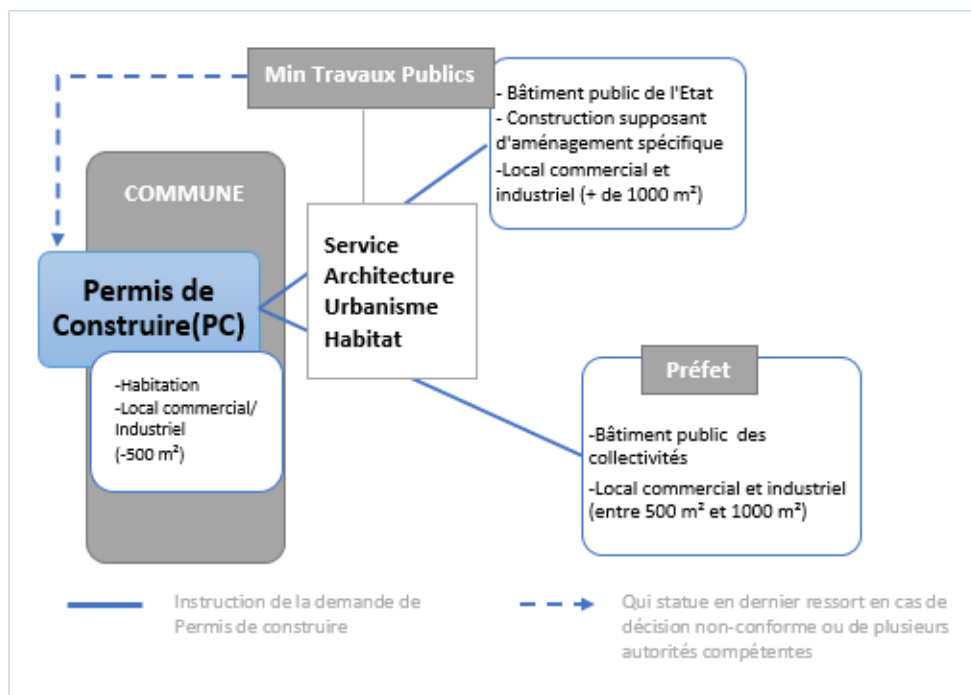 Min Travaux Publics
- Bâtiment public de l'Etat
- Construction supposant
d'aménagement spécifique
-Local commercial et
industriel (+ de 1000 m²)
COMMUNE
Service
Architecture
Urbanisme
Habitat
Permis de
Construire(PC)
-Habitation
-Local commercial/
Industriel
(-500 m²)
Préfet
-Bâtiment public des
collectivités
-Local commercial et industriel
(entre 500 m² et 1000 m²)
Instruction de la demande de
Permis de construire
Qui statue en dernier ressort en cas de
décision non-conforme ou de plusieurs
autorités compétentes